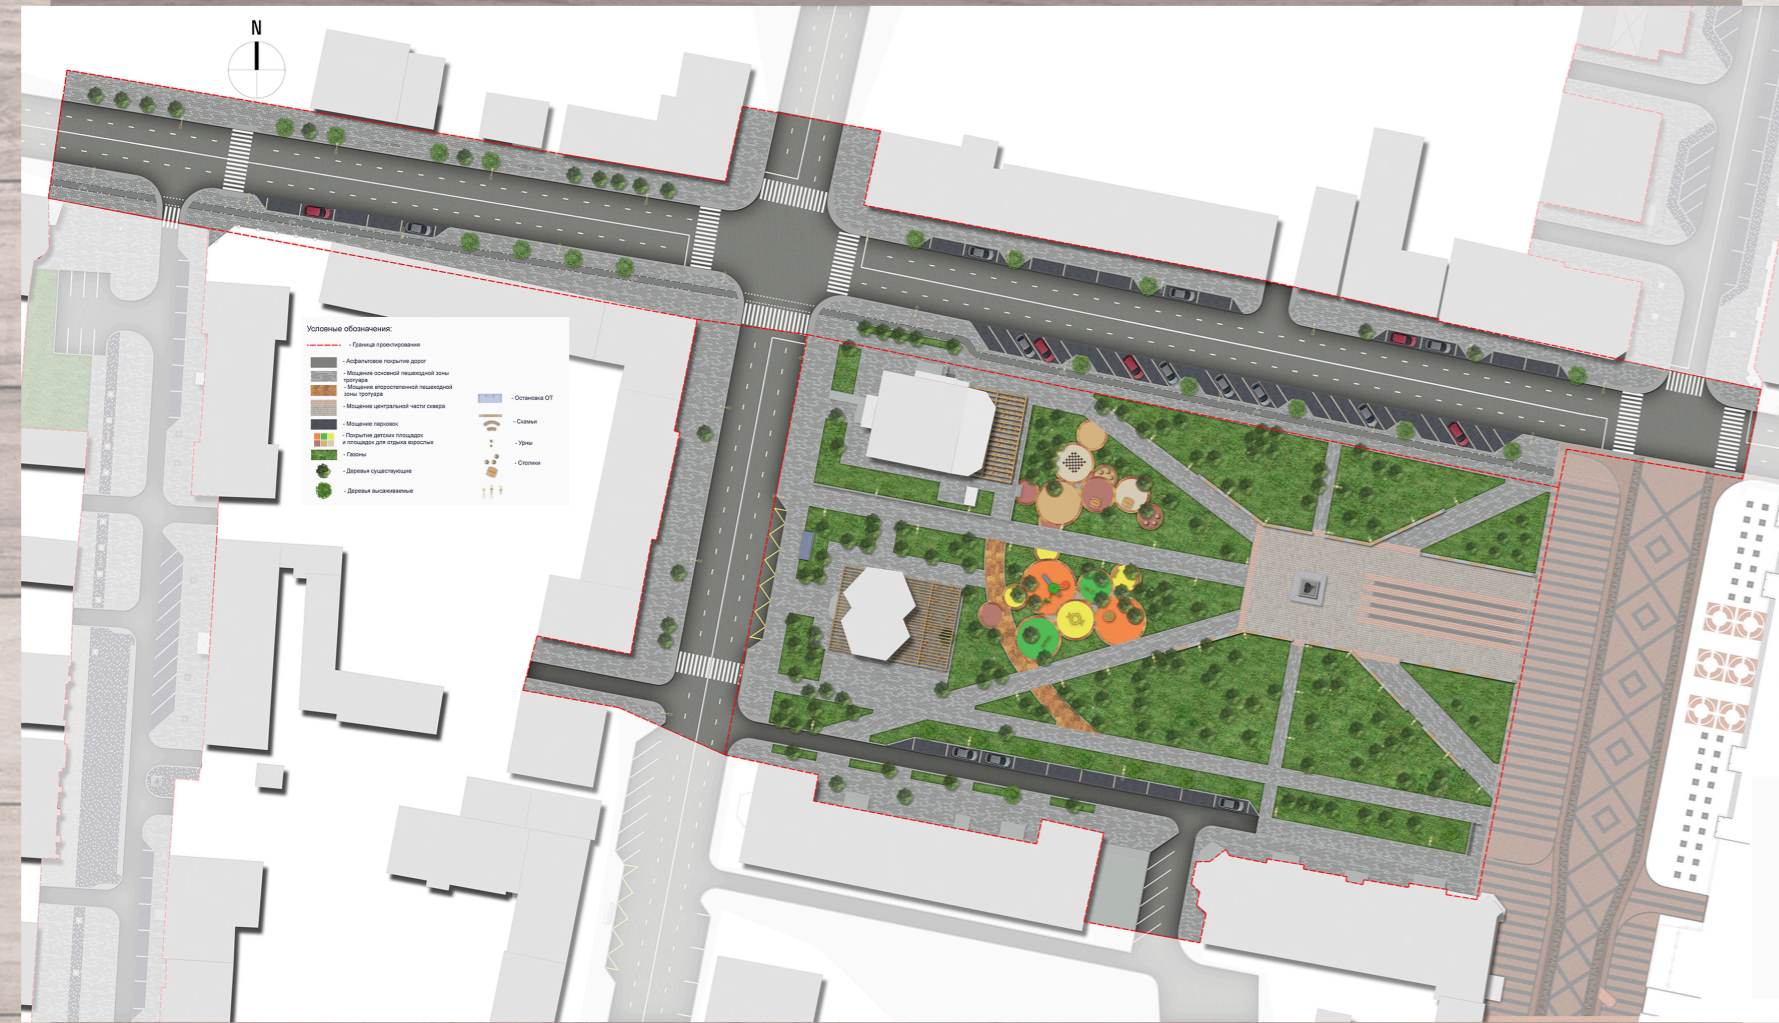 N
Условные обозначения:
- Граница проектирования
- Асфальтовое покрытие дорог
- Мощение основной пешеходной зоны
тротуара
- Мощение второстепенной пешеходной
зоны тротуара
- Мощение центральной части сквера
- Мощение парковок
- Покрытие детских площадок
и площадок для отдыха взрослых
- Газоны
- Деревья существующие
- Деревья высаживаемые
- Остановка ОТ
- Скамьи
- Урны
- Столики